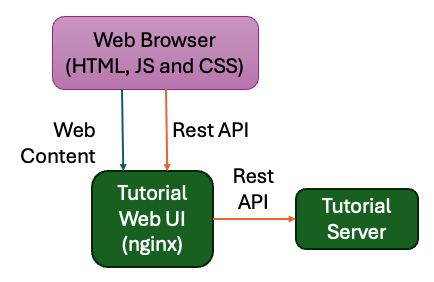 Web Browser
(HTML, JS and CSS)
Web
Content
Rest API
Tutorial
Web UI
(nginx)
Rest
API
Tutorial
Server